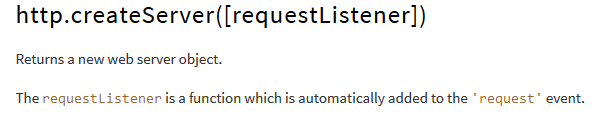 http.createServer([requestListener])
Returns a new web server object.
The requestListener is a function which is automatically added to the 'request' event.